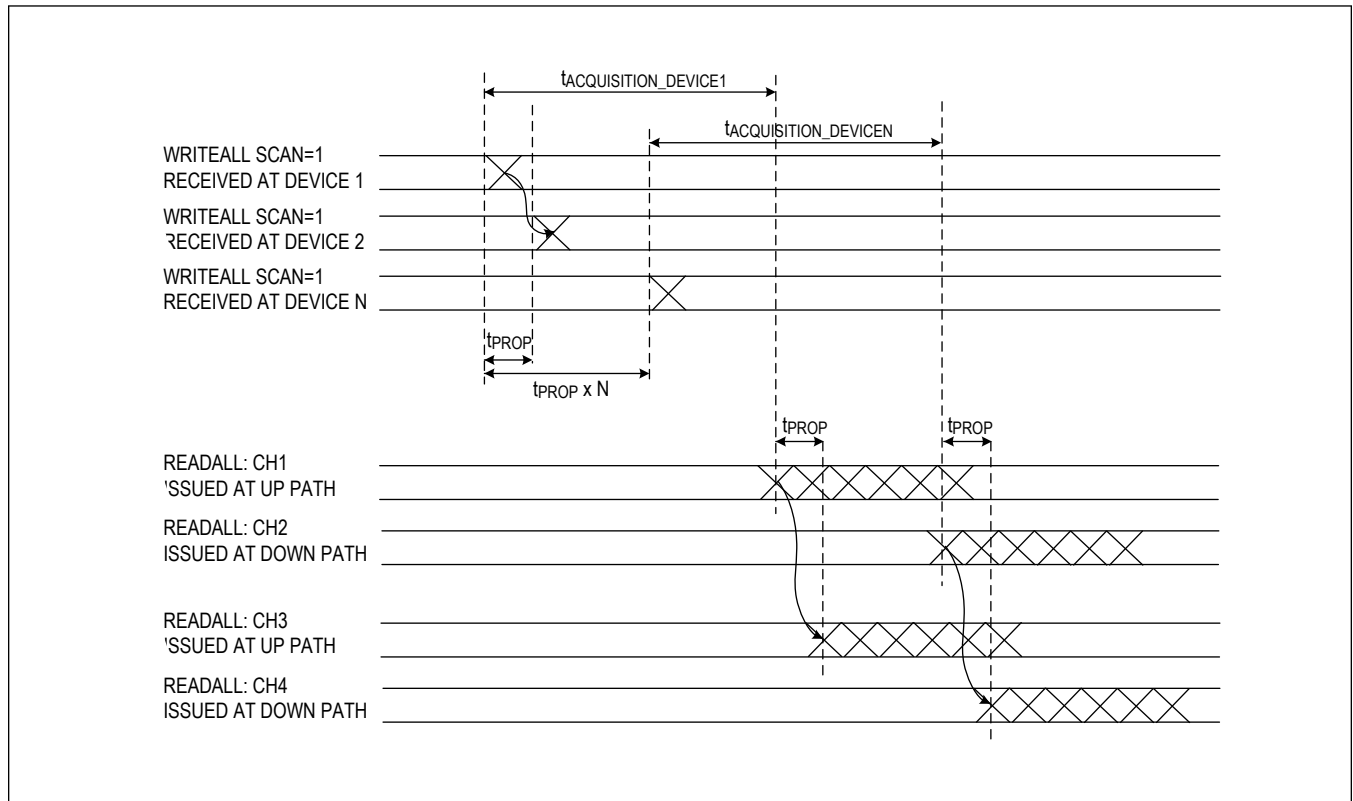 tACQUISITION_DEVICE1
tACQUISITION_DEVICEN
WRITEALL SCAN=1
RECEIVED AT DEVICE 1
WRITEALL SCAN=1
RECEIVED AT DEVICE 2
WRITEALL SCAN=1
RECEIVED AT DEVICE N
tPROP
tPROP x N
tPROP
tPROP
READALL: CH1
ISSUED AT UP PATH
READALL: CH2
ISSUED AT DOWN PATH
READALL: CH3
ISSUED AT UP PATH
READALL: CH4
ISSUED AT DOWN PATH